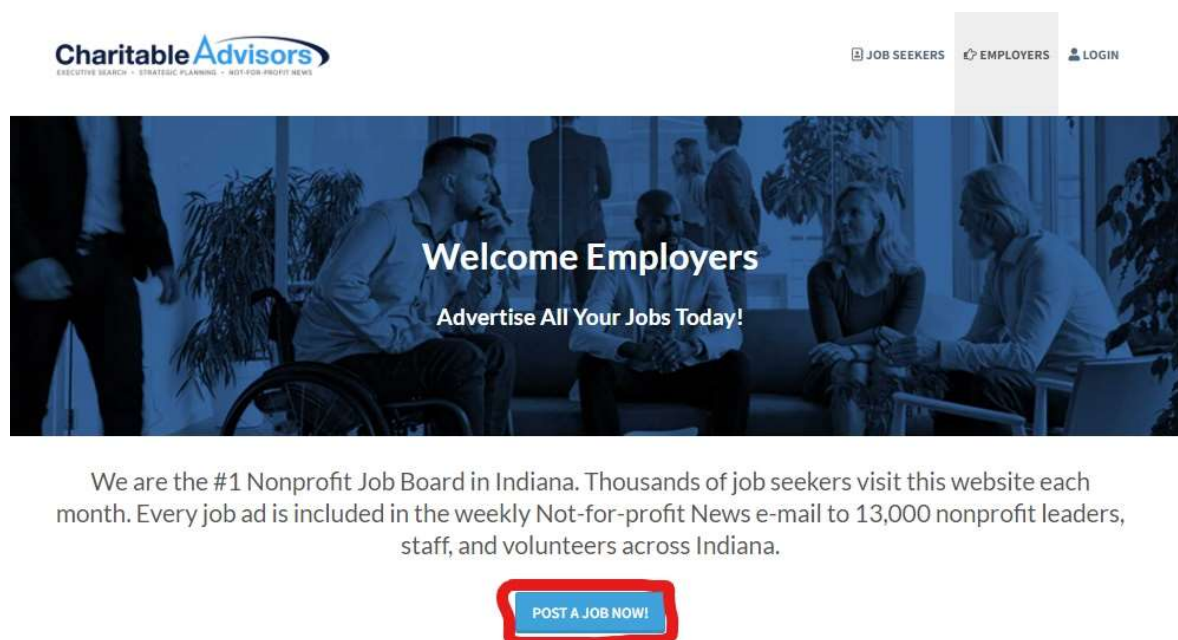 Charitable Advisors
EXECUTIVE SEARCH • STRATEGIC PLANNING • NOT-FOR-PROFIT NEWS
JOB SEEKERS EMPLOYERS LOGIN
Welcome Employers
Advertise All Your Jobs Today!
We are the #1 Nonprofit Job Board in Indiana. Thousands of job seekers visit this website each
month. Every job ad is included in the weekly Not-for-profit News e-mail to 13,000 nonprofit leaders,
staff, and volunteers across Indiana.
POST A JOB NOW!